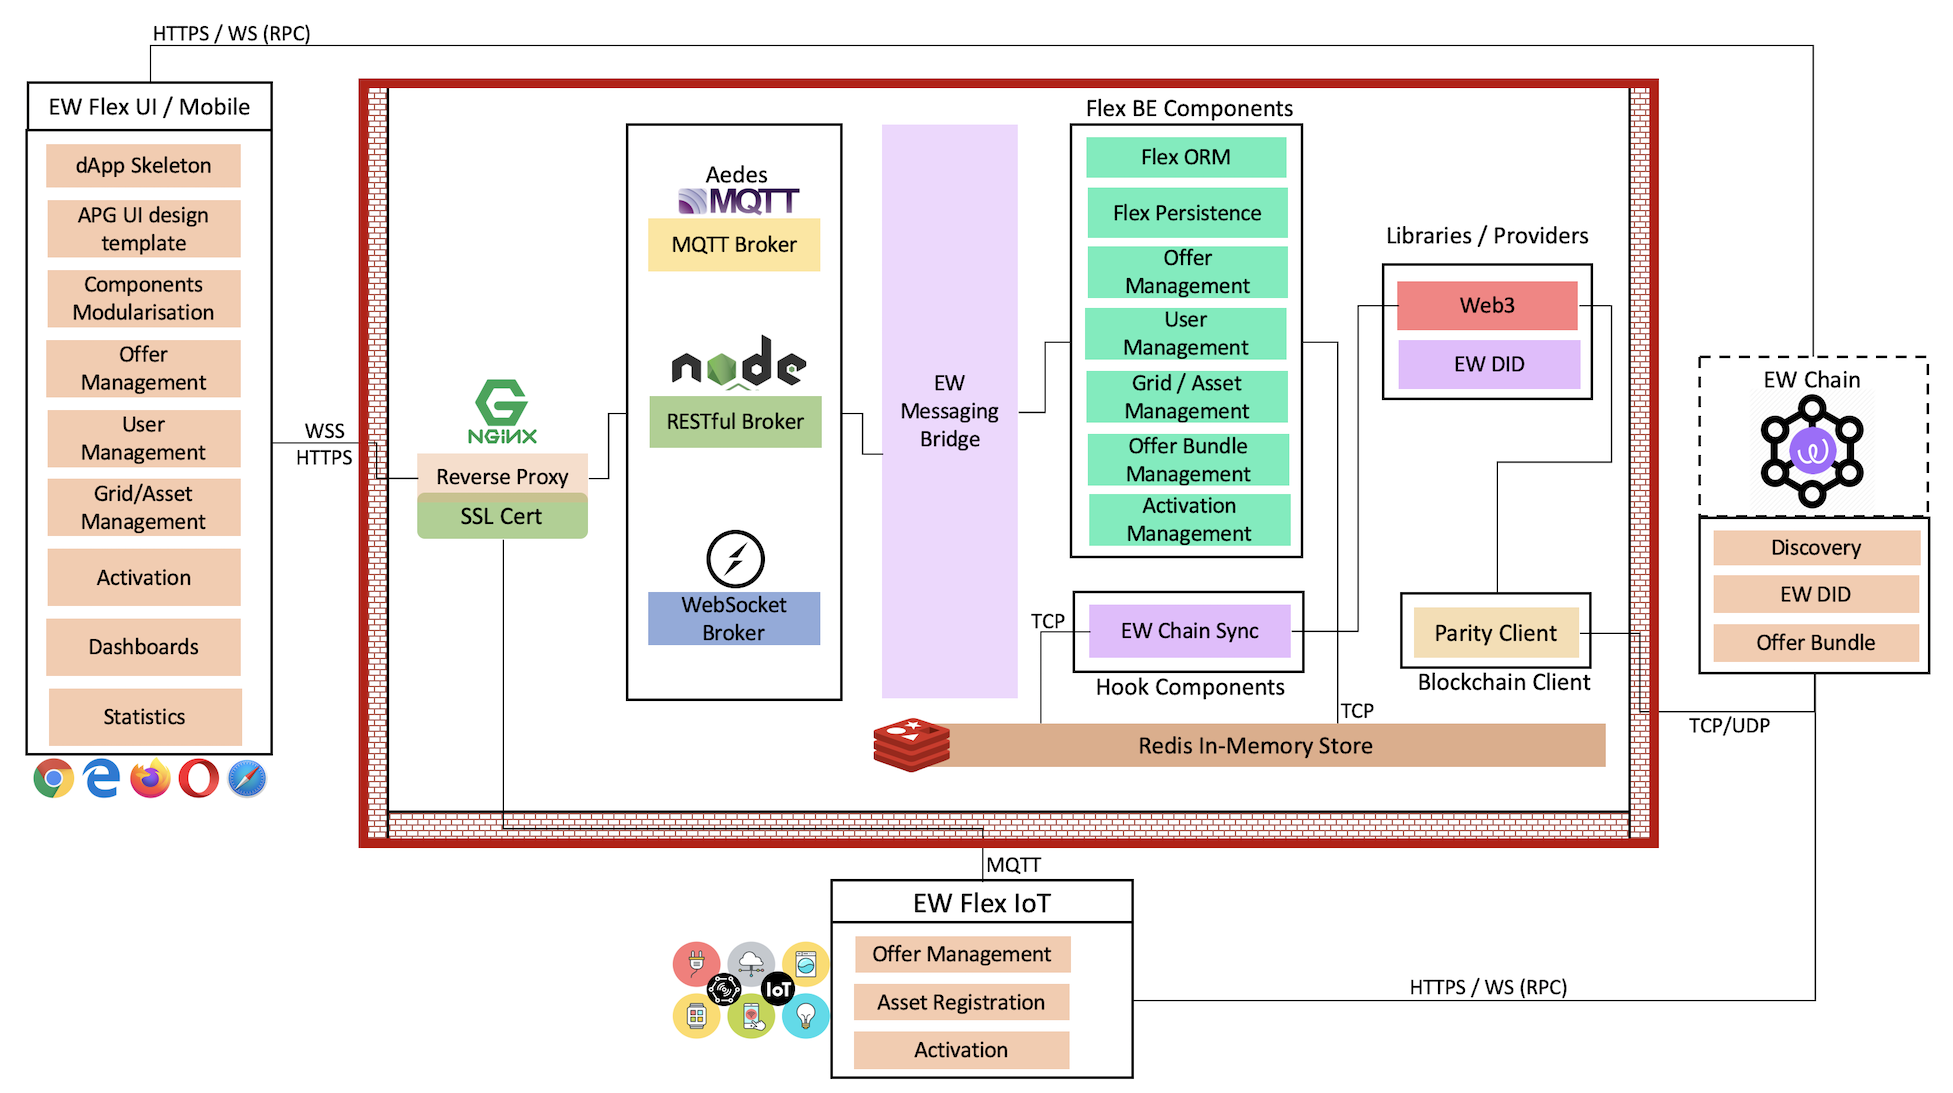 HTTPS / WS (RPC)
EW Flex UI / Mobile
dApp Skeleton
APG UI design
template
Components
Modularisation
Offer
Management
User
Management
Grid/Asset
Management
Activation
Dashboards
Statistics
WSS
HTTPS
NGiNX
Reverse Proxy
SSL Cert
Aedes
MQTT
MQTT Broker
node
RESTful Broker
WebSocket
Broker
EW
Messaging
Bridge
Flex BE Components
Flex ORM
Flex Persistence
Offer
Management
User
Management
Grid / Asset
Management
Offer Bundle
Management
Activation
Management
TCP
EW Chain Sync
Hook Components
TCP
Redis In-Memory Store
Libraries / Providers
Web3
EW DID
Parity Client
Blockchain Client
EW Chain
Discovery
EW DID
Offer Bundle
TCP/UDP
MQTT
EW Flex IoT
IoT
Offer Management
Asset Registration
Activation
HTTPS / WS (RPC)